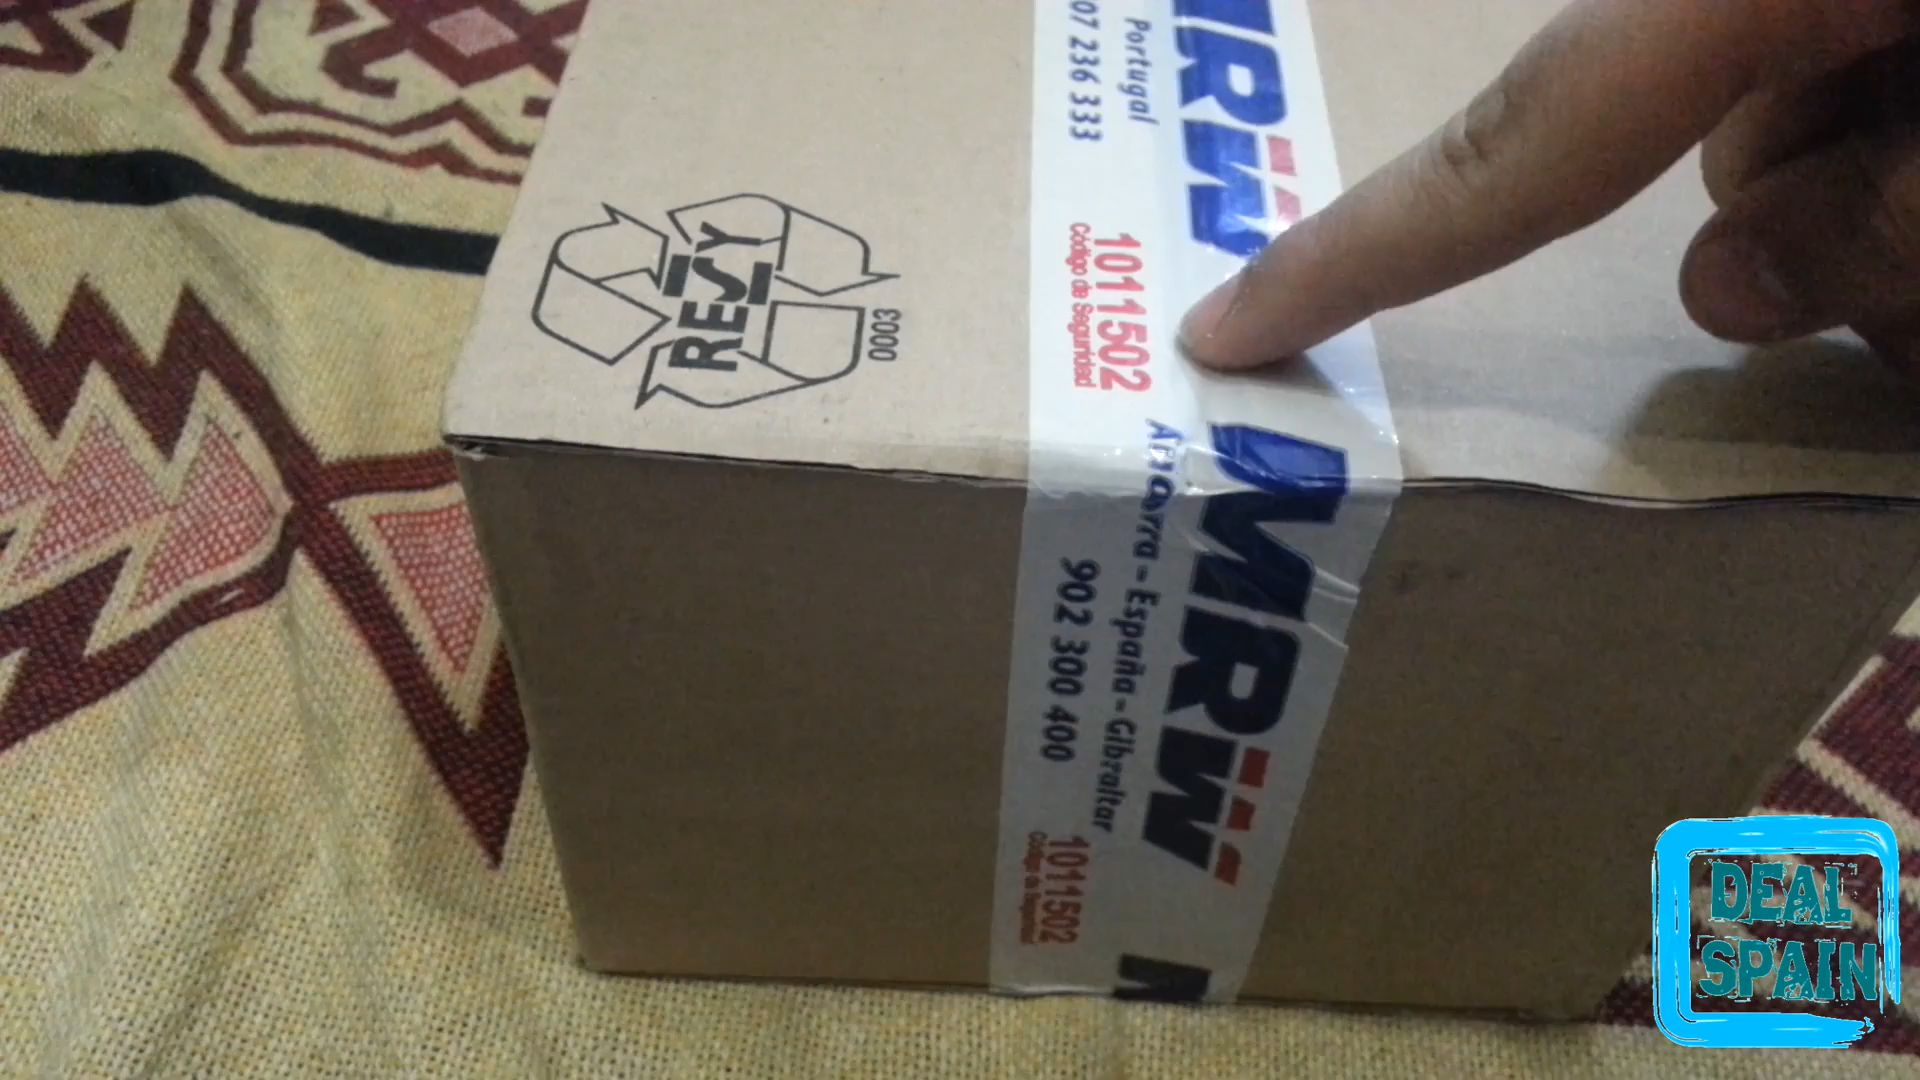 RESY
0003
MRW
Portugal
07 236 333
1011502
Código de Seguridad
MRW
Andorra - España - Gibraltar
902 300 400
1011502
Código de Seguridad
DEAL
SPAIN